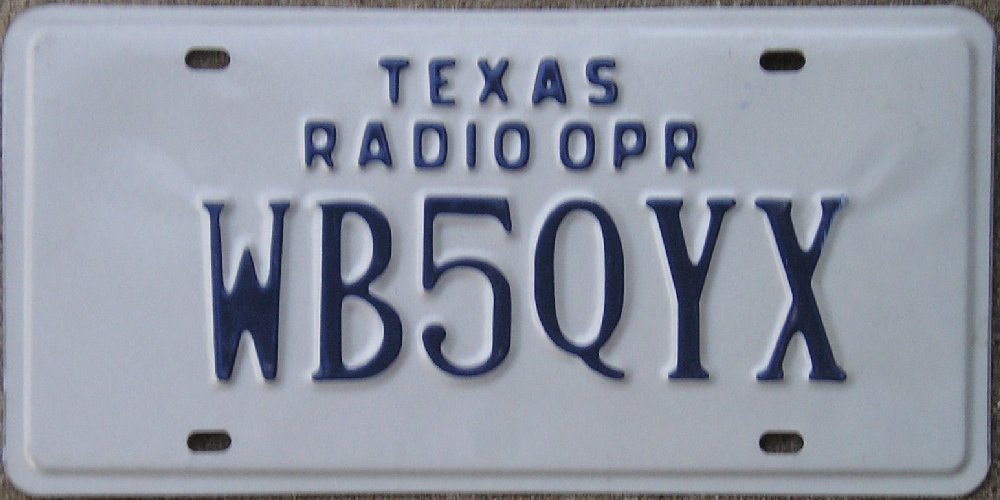 TEXAS
RADIO OPR
WB5QYX